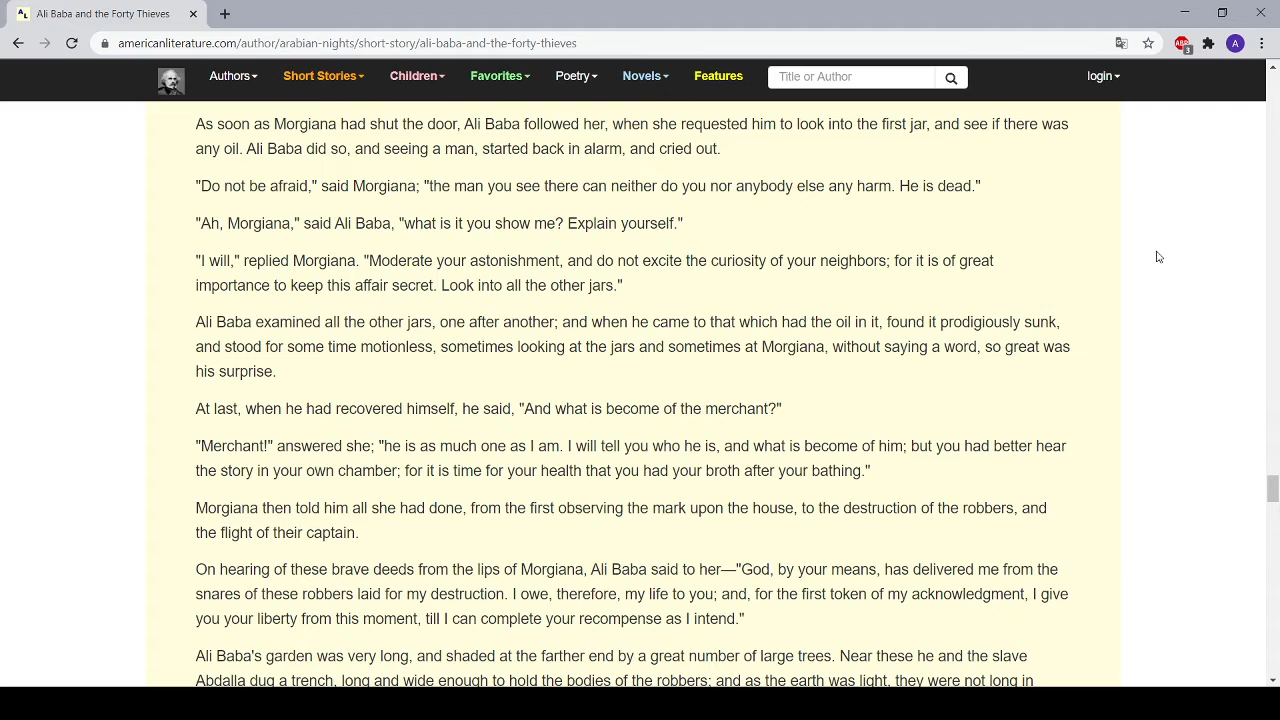 Ali Baba and the Forty Thieves
americanliterature.com/author/arabian-nights/short-story/ali-baba-and-the-forty-thieves
ABP
3
A
Authors Short Stories Children Favorites Poetry Novels Features Title or Author login
As soon as Morgiana had shut the door, Ali Baba followed her, when she requested him to look into the first jar, and see if there was
any oil. Ali Baba did so, and seeing a man, started back in alarm, and cried out.
"Do not be afraid," said Morgiana; "the man you see there can neither do you nor anybody else any harm. He is dead."
"Ah, Morgiana," said Ali Baba, "what is it you show me? Explain yourself."
"I will," replied Morgiana. "Moderate your astonishment, and do not excite the curiosity of your neighbors; for it is of great
importance to keep this affair secret. Look into all the other jars."
Ali Baba examined all the other jars, one after another; and when he came to that which had the oil in it, found it prodigiously sunk,
and stood for some time motionless, sometimes looking at the jars and sometimes at Morgiana, without saying a word, so great was
his surprise.
At last, when he had recovered himself, he said, "And what is become of the merchant?"
"Merchant!" answered she; "he is as much one as I am. I will tell you who he is, and what is become of him; but you had better hear
the story in your own chamber; for it is time for your health that you had your broth after your bathing."
Morgiana then told him all she had done, from the first observing the mark upon the house, to the destruction of the robbers, and
the flight of their captain.
On hearing of these brave deeds from the lips of Morgiana, Ali Baba said to her—"God, by your means, has delivered me from the
snares of these robbers laid for my destruction. I owe, therefore, my life to you; and, for the first token of my acknowledgment, I give
you your liberty from this moment, till I can complete your recompense as I intend."
Ali Baba's garden was very long, and shaded at the farther end by a great number of large trees. Near these he and the slave
Abdalla dug a trench, long and wide enough to hold the bodies of the robbers; and as the earth was light, they were not long in